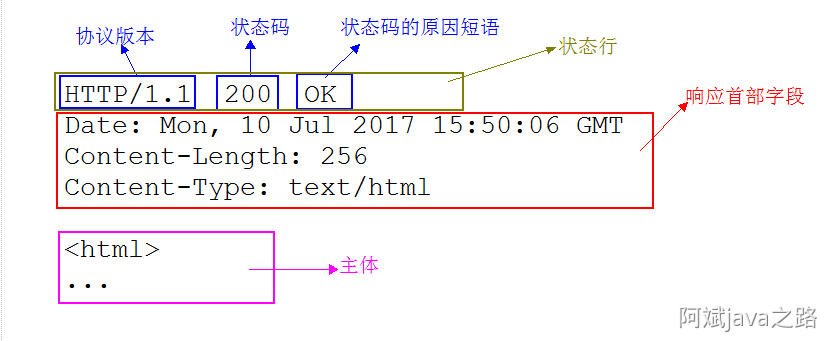 协议版本 状态码 状态码的原因短语
状态行
HTTP/1.1 200 OK
响应首部字段
Date: Mon, 10 Jul 2017 15:50:06 GMT
Content-Length: 256
Content-Type: text/html
<html>
主体
...
阿斌java之路